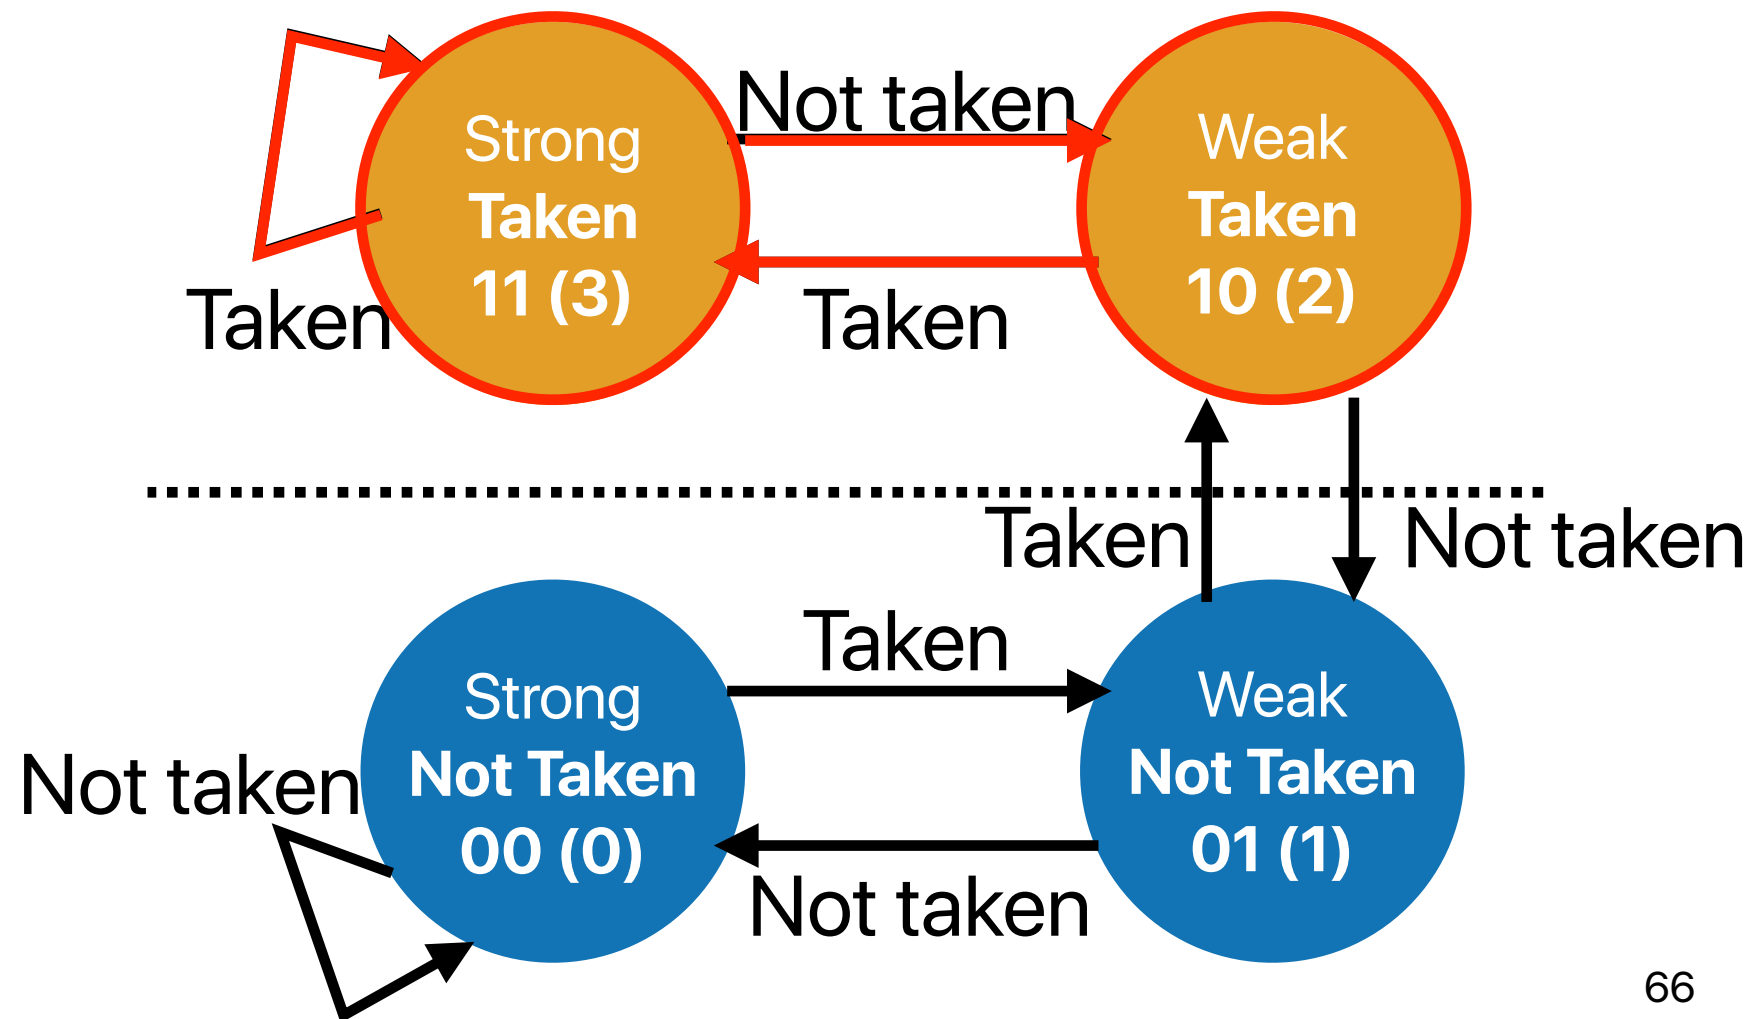 Not taken
Strong
Taken
11 (3)
Weak
Taken
10 (2)
Taken
Taken
Taken
Not taken
Taken
Strong
Not Taken
00 (0)
Weak
Not Taken
01 (1)
Not taken
Not taken
66